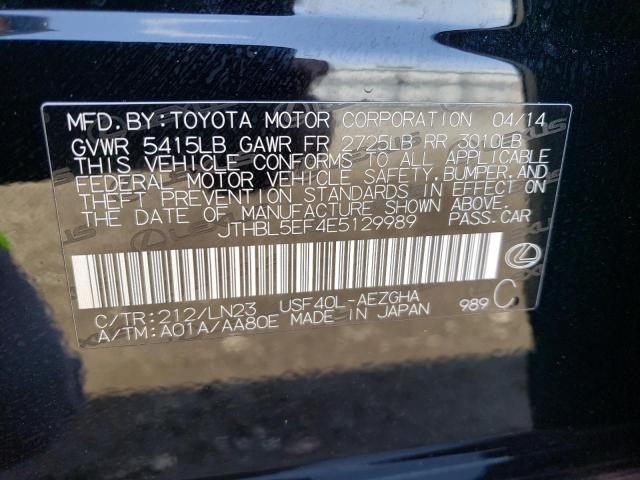 MFD. BY: TOYOTA MOTOR CORPORATION 04/14
GVWR 5415LB GAWR FR 2725LB RR 3010LB
THIS VEHICLE CONFORMS TO ALL APPLICABLE
FEDERAL MOTOR VEHICLE SAFETY, BUMPER, AND
THEFT PREVENTION STANDARDS IN EFFECT ON
THE DATE OF MANUFACTURE SHOWN ABOVE.
JTHBL5EF4E5129989 PASS.CAR
C/TR:212/LN23 USF40L-AEZGHA
A/TM:A01A/AA80E MADE IN JAPAN
989 C